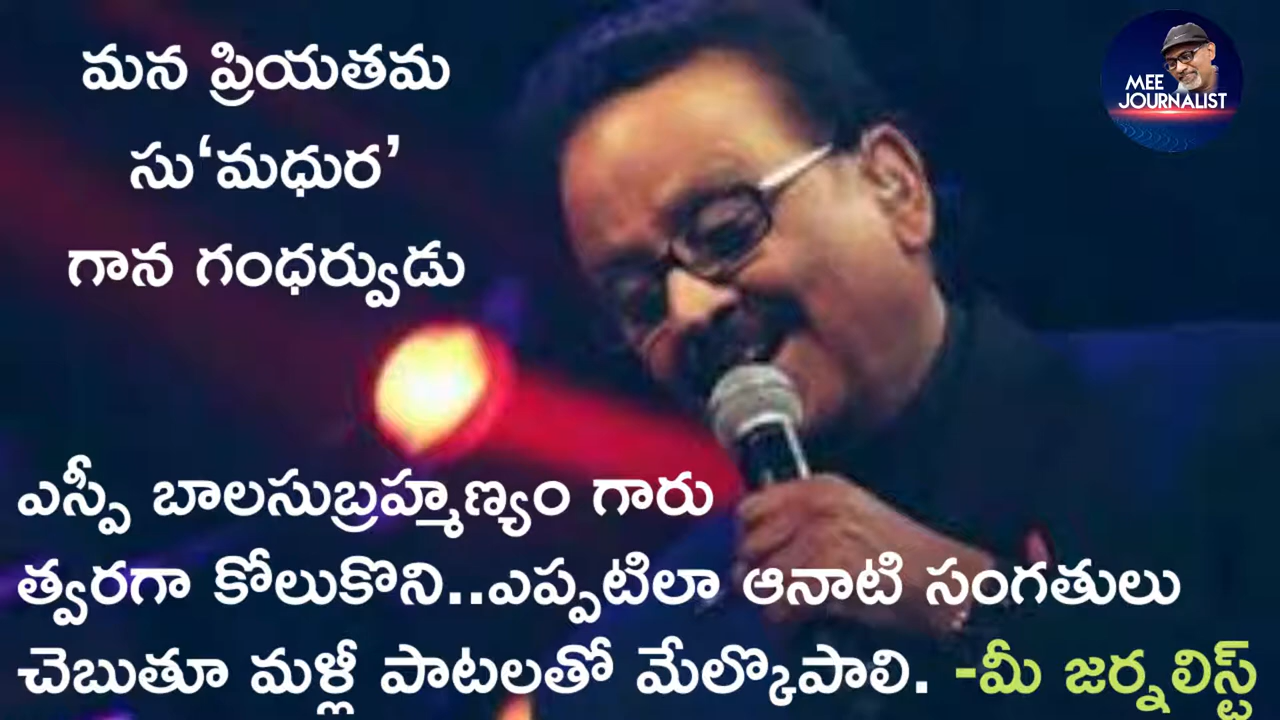 మన ప్రియతమ
సు‘మధుర’
గాన గంధర్వుడు
MEE
JOURNALIST
ఎస్పీ బాలసుబ్రహ్మణ్యం గారు
త్వరగా కోలుకొని..ఎప్పటిలా ఆనాటి సంగతులు
చెబుతూ మళ్లీ పాటలతో మేల్కొపాలి. -మీ జర్నలిస్ట్